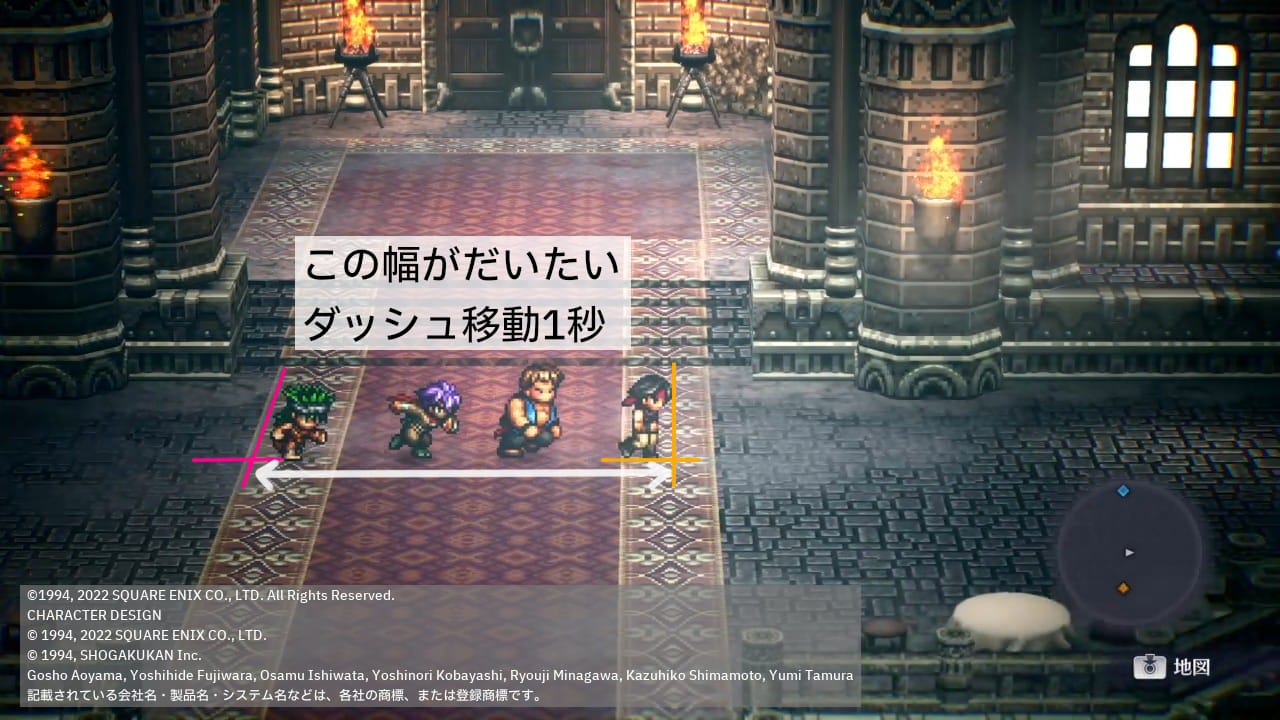 この幅がだいたい
ダッシュ移動1秒
©1994, 2022 SQUARE ENIX CO., LTD. All Rights Reserved.
CHARACTER DESIGN
© 1994, 2022 SQUARE ENIX CO., LTD.
© 1994, SHOGAKUKAN Inc.
Gosho Aoyama, Yoshihide Fujiwara, Osamu Ishiwata, Yoshinori Kobayashi, Ryouji Minagawa, Kazuhiko Shimamoto, Yumi Tamura
記載されている会社名・製品名・システム名などは、各社の商標、または登録商標です。
地図